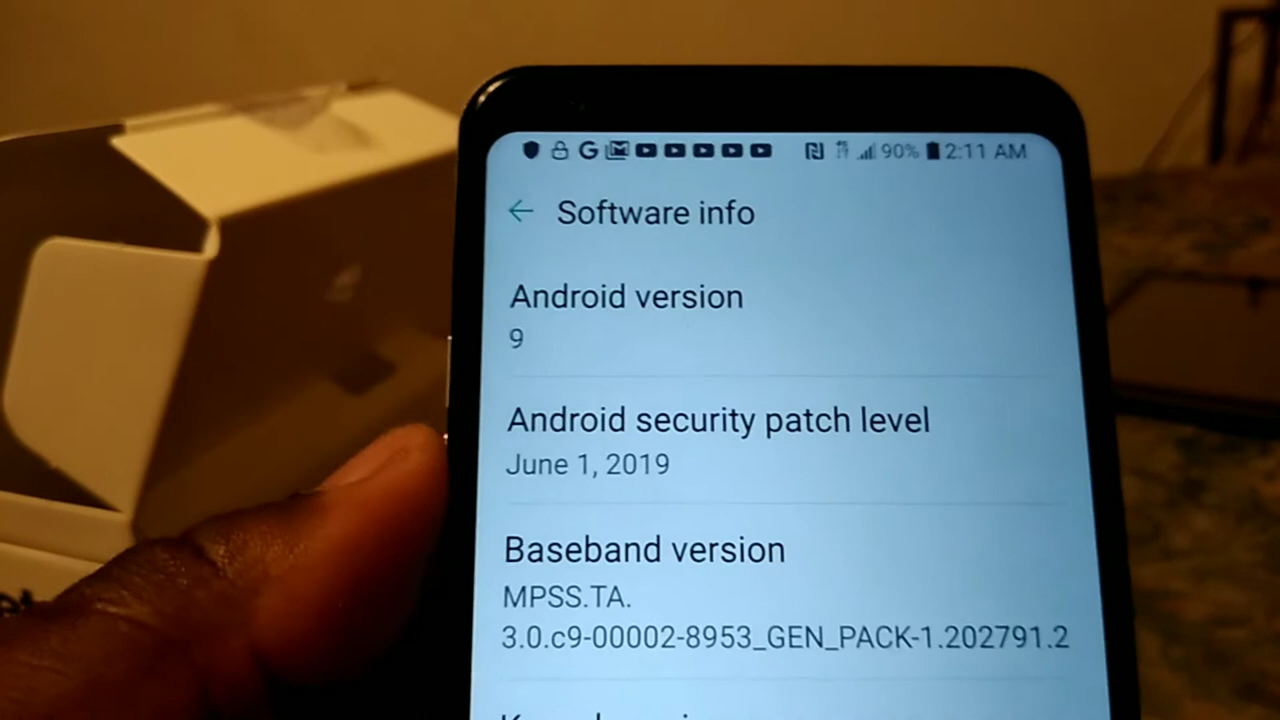 90% 2:11 AM
Software info
Android version
9
Android security patch level
June 1, 2019
Baseband version
MPSS.TA.
3.0.c9-00002-8953_GEN_PACK-1.202791.2